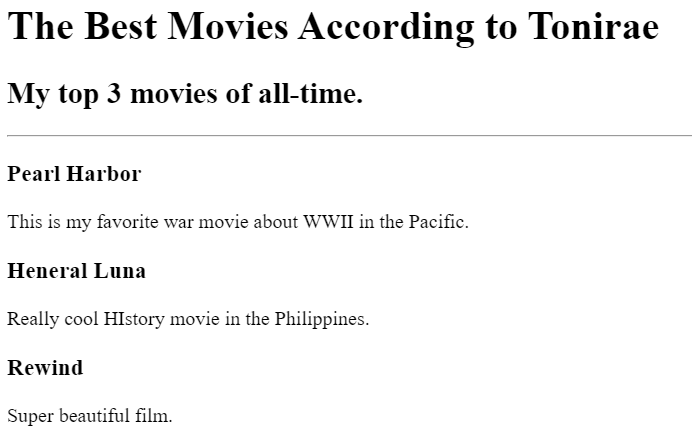 The Best Movies According to Tonirae
My top 3 movies of all-time.
Pearl Harbor
This is my favorite war movie about WWII in the Pacific.
Heneral Luna
Really cool HIstory movie in the Philippines.
Rewind
Super beautiful film.